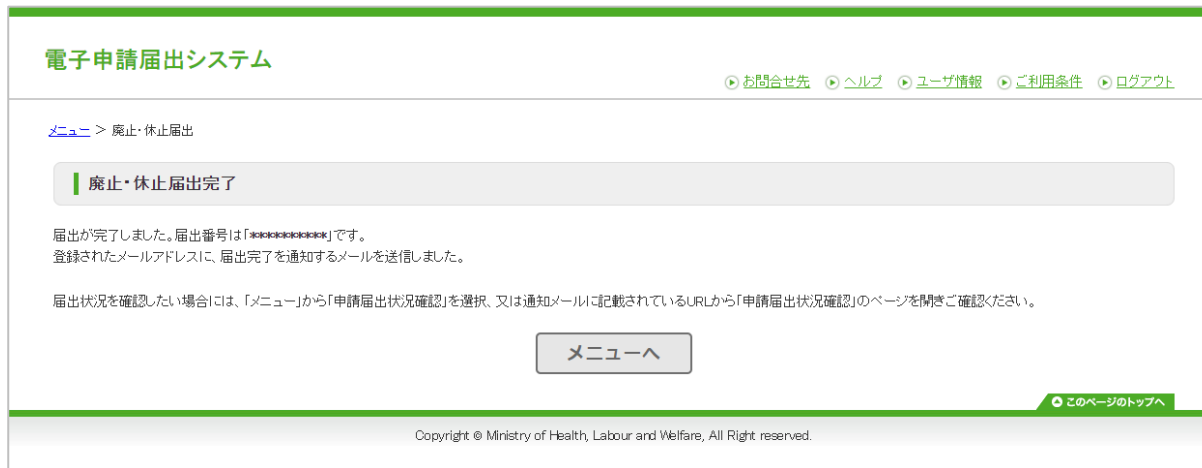 電子申請届出システム
お問合せ先 ヘルプ ユーザ情報 ご利用条件 ログアウト
メニュー > 廃止・休止届出
廃止・休止届出完了
届出が完了しました。届出番号は「**********」です。
登録されたメールアドレスに、届出完了を通知するメールを送信しました。
届出状況を確認したい場合には、「メニュー」から「申請届出状況確認」を選択、又は通知メールに記載されているURLから「申請届出状況確認」のページを開きご確認ください。
メニューへ
このページのトップへ
Copyright © Ministry of Health, Labour and Welfare, All Right reserved.